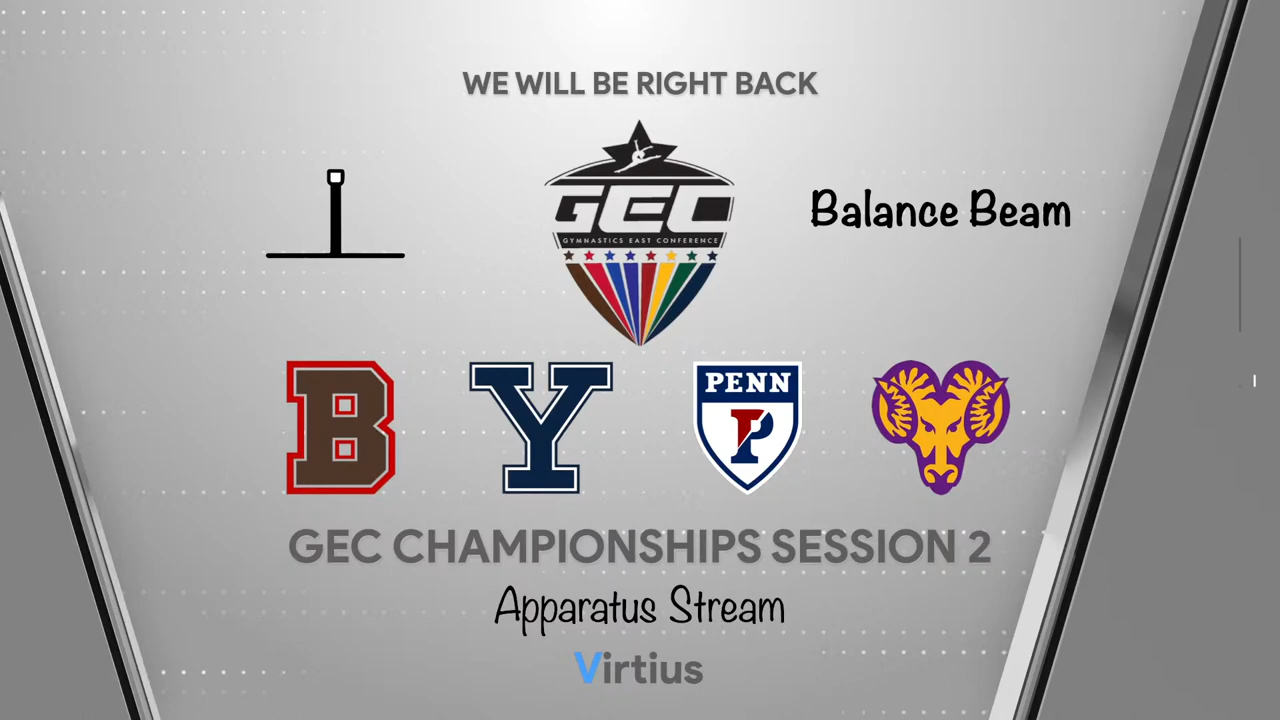 WE WILL BE RIGHT BACK
GEC
GYMNASTICS EAST CONFERENCE
Balance Beam
B
Y
PENN
P
GEC CHAMPIONSHIPS SESSION 2
Apparatus Stream
Virtius